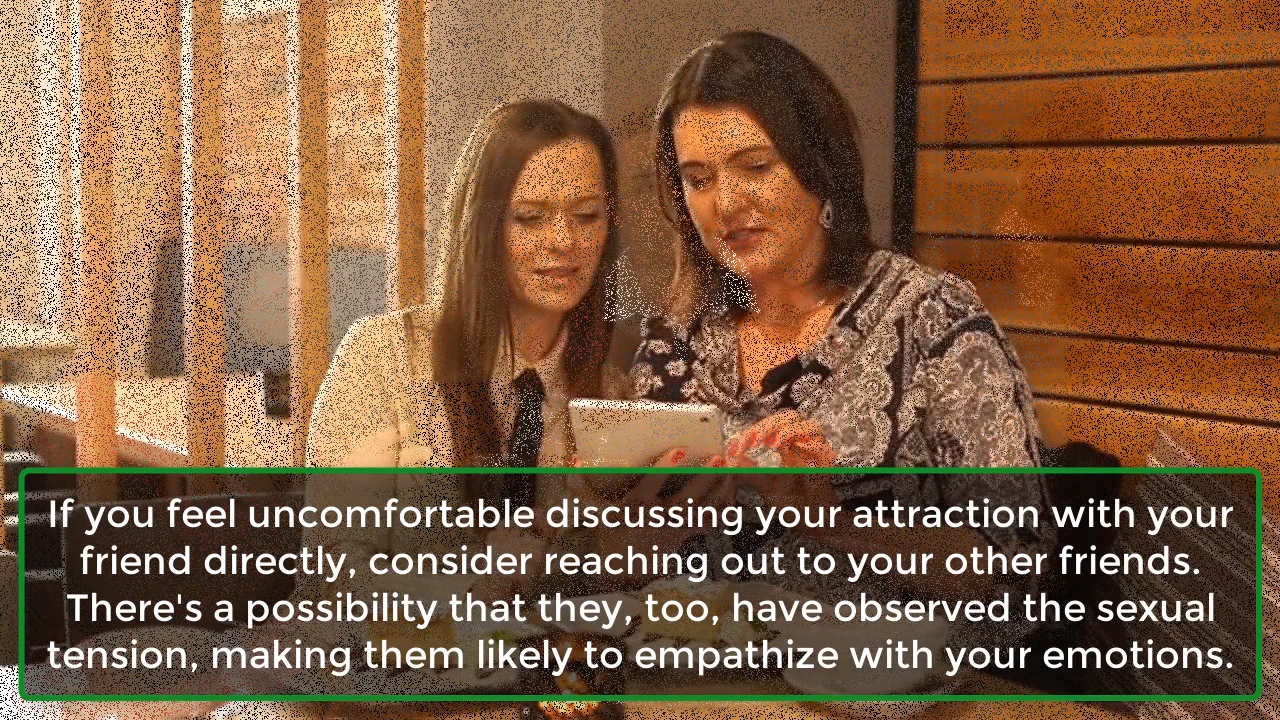 If you feel uncomfortable discussing your attraction with your
friend directly, consider reaching out to your other friends.
There's a possibility that they, too, have observed the sexual
tension, making them likely to empathize with your emotions.